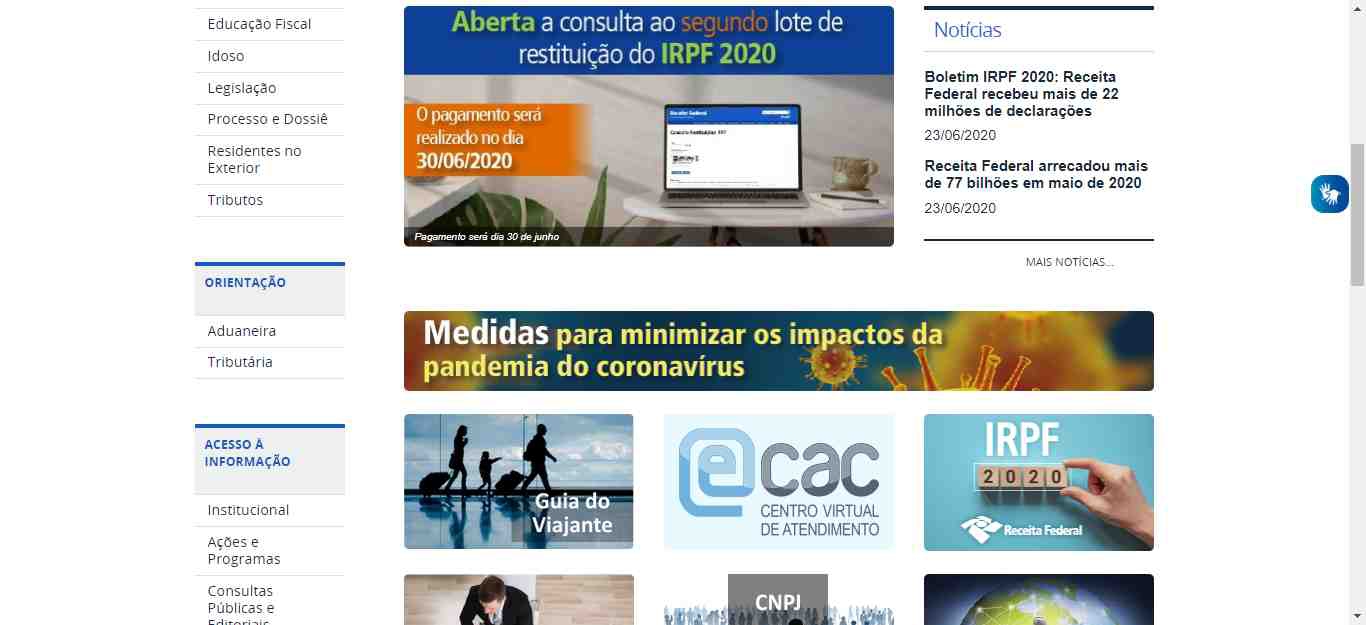 Educação Fiscal
Idoso
Legislação
Processo e Dossiê
Residentes no
Exterior
Tributos
ORIENTAÇÃO
Aduaneira
Tributária
ACESSO À
INFORMAÇÃO
Institucional
Ações e
Programas
Consultas
Públicas e
Editoriais
Aberta a consulta ao segundo lote de
restituição do IRPF 2020
O pagamento será
realizado no dia
30/06/2020
Receita Federal
Pagamento será dia 30 de junho
Notícias
Boletim IRPF 2020: Receita
Federal recebeu mais de 22
milhões de declarações
23/06/2020
Receita Federal arrecadou mais
de 77 bilhões em maio de 2020
23/06/2020
MAIS NOTÍCIAS...
Medidas para minimizar os impactos da
pandemia do coronavírus
Guia do
Viajante
e cac
CENTRO VIRTUAL
DE ATENDIMENTO
IRPF
2020
Receita Federal
CNPJ